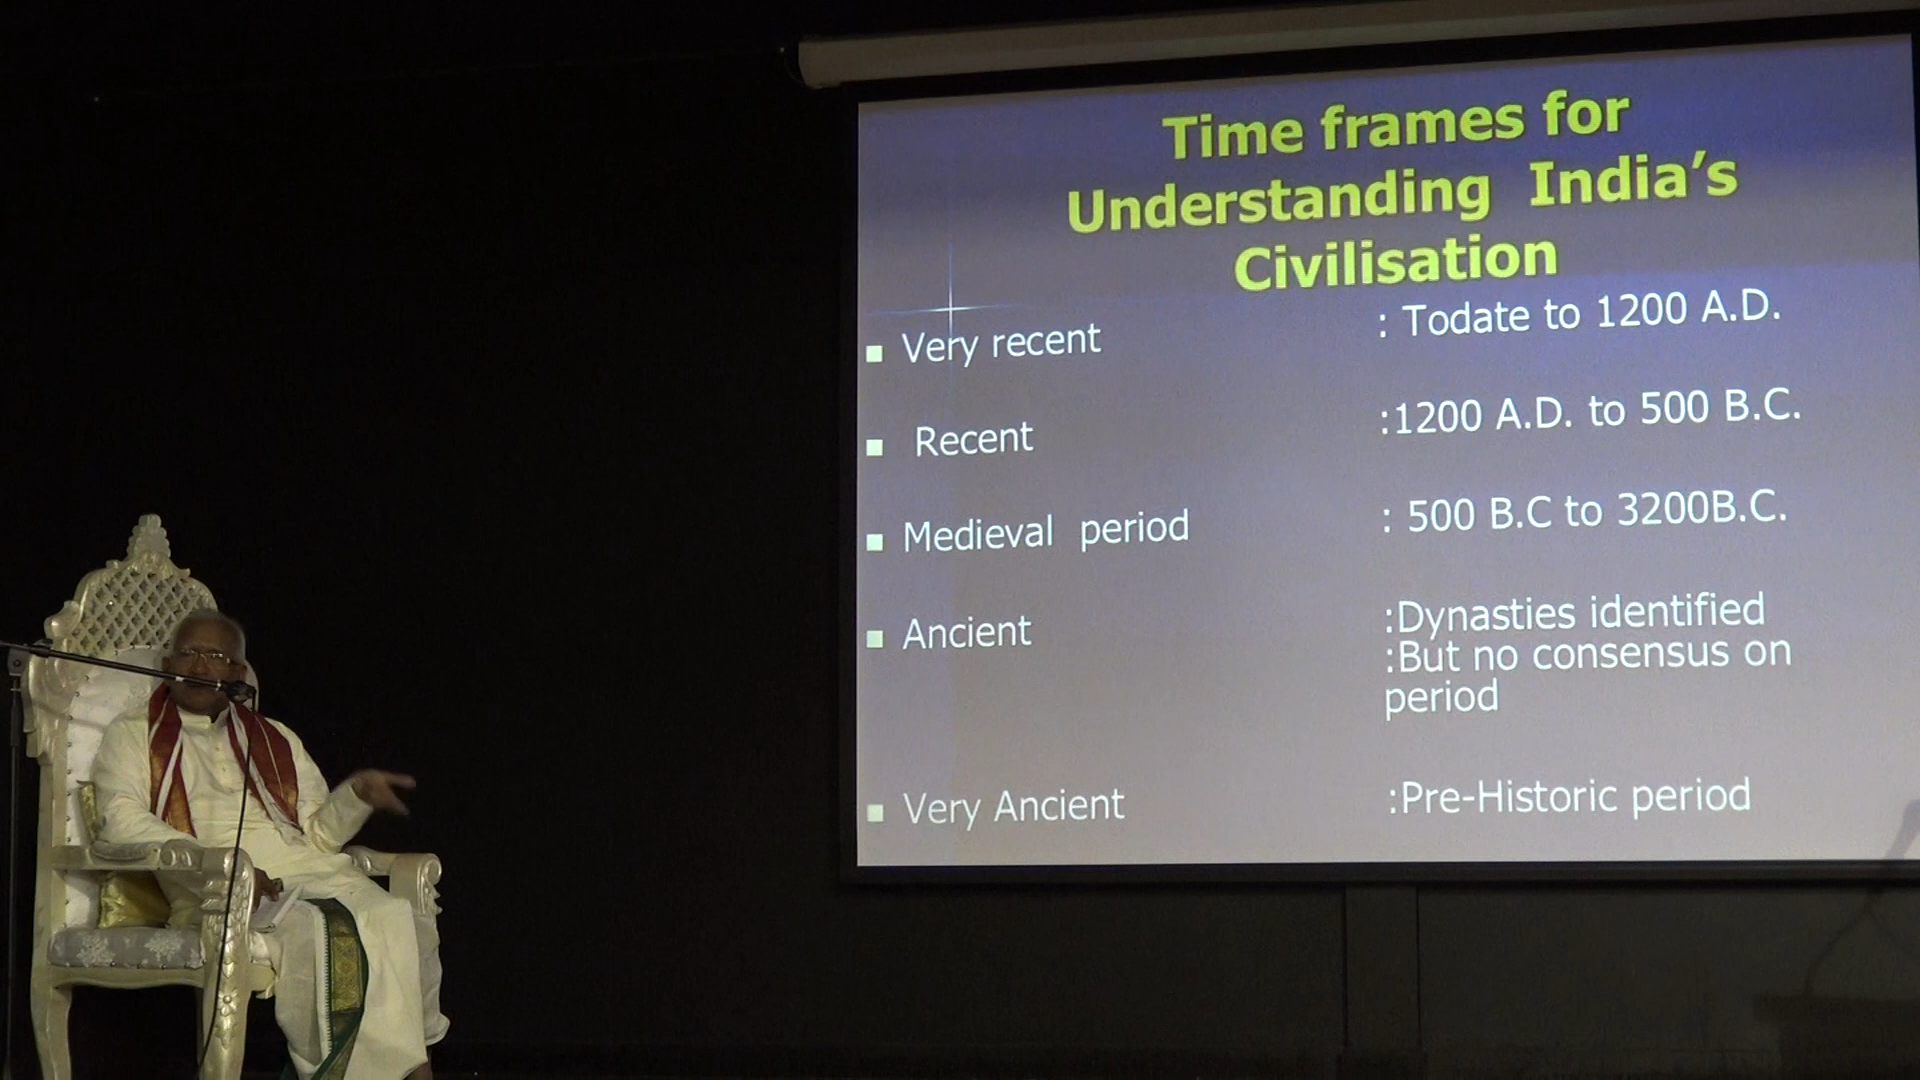 Time frames for
Understanding India’s
Civilisation
Very recent : Todate to 1200 A.D.
Recent :1200 A.D. to 500 B.C.
Medieval period : 500 B.C to 3200B.C.
Ancient :Dynasties identified
:But no consensus on
period
Very Ancient :Pre-Historic period